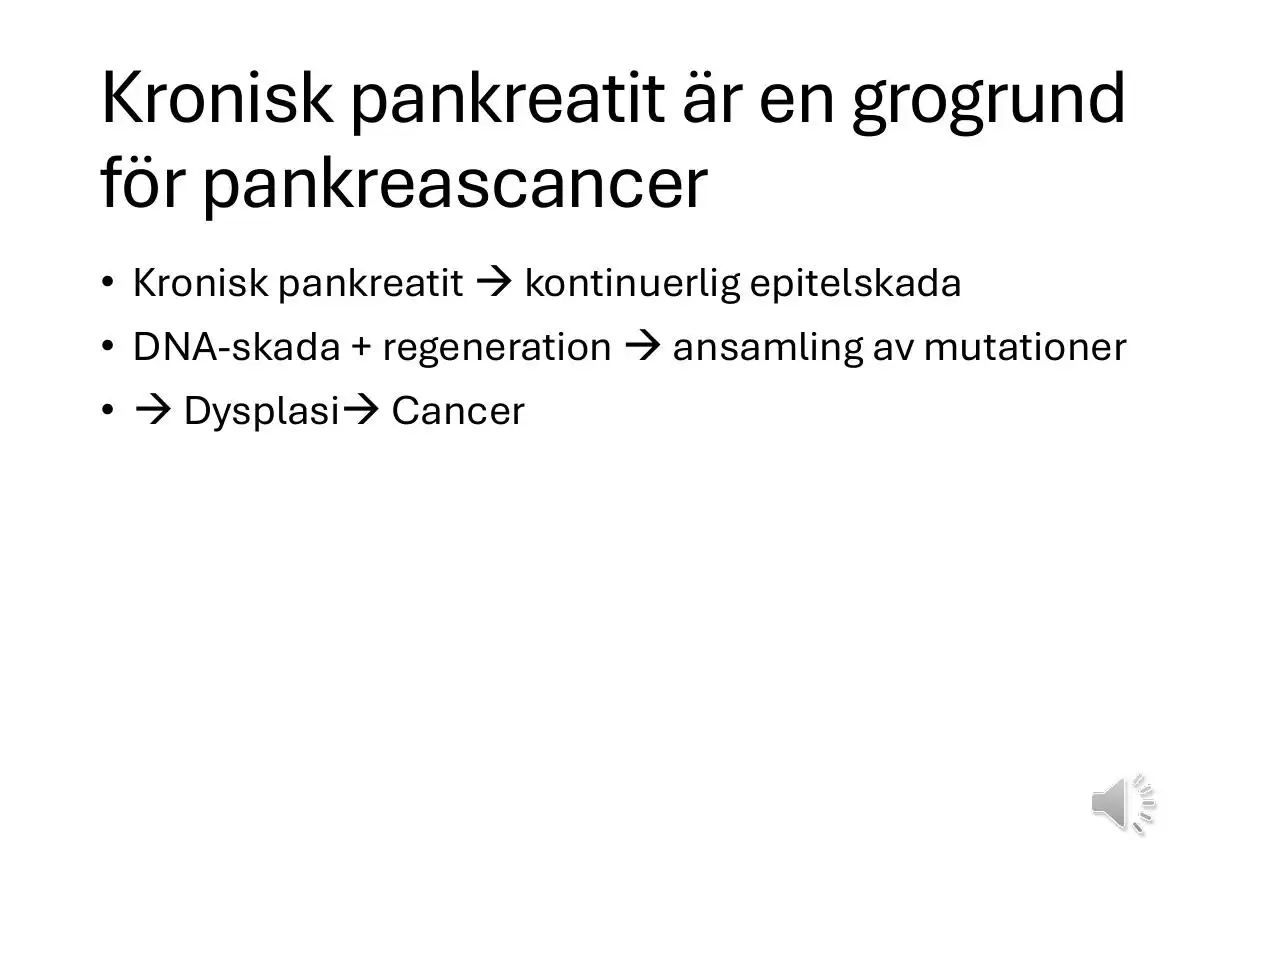 Kronisk pankreatit är en grogrund
för pankreascancer
• Kronisk pankreatit → kontinuerlig epitelskada
• DNA-skada + regeneration → ansamling av mutationer
• → Dysplasi→ Cancer